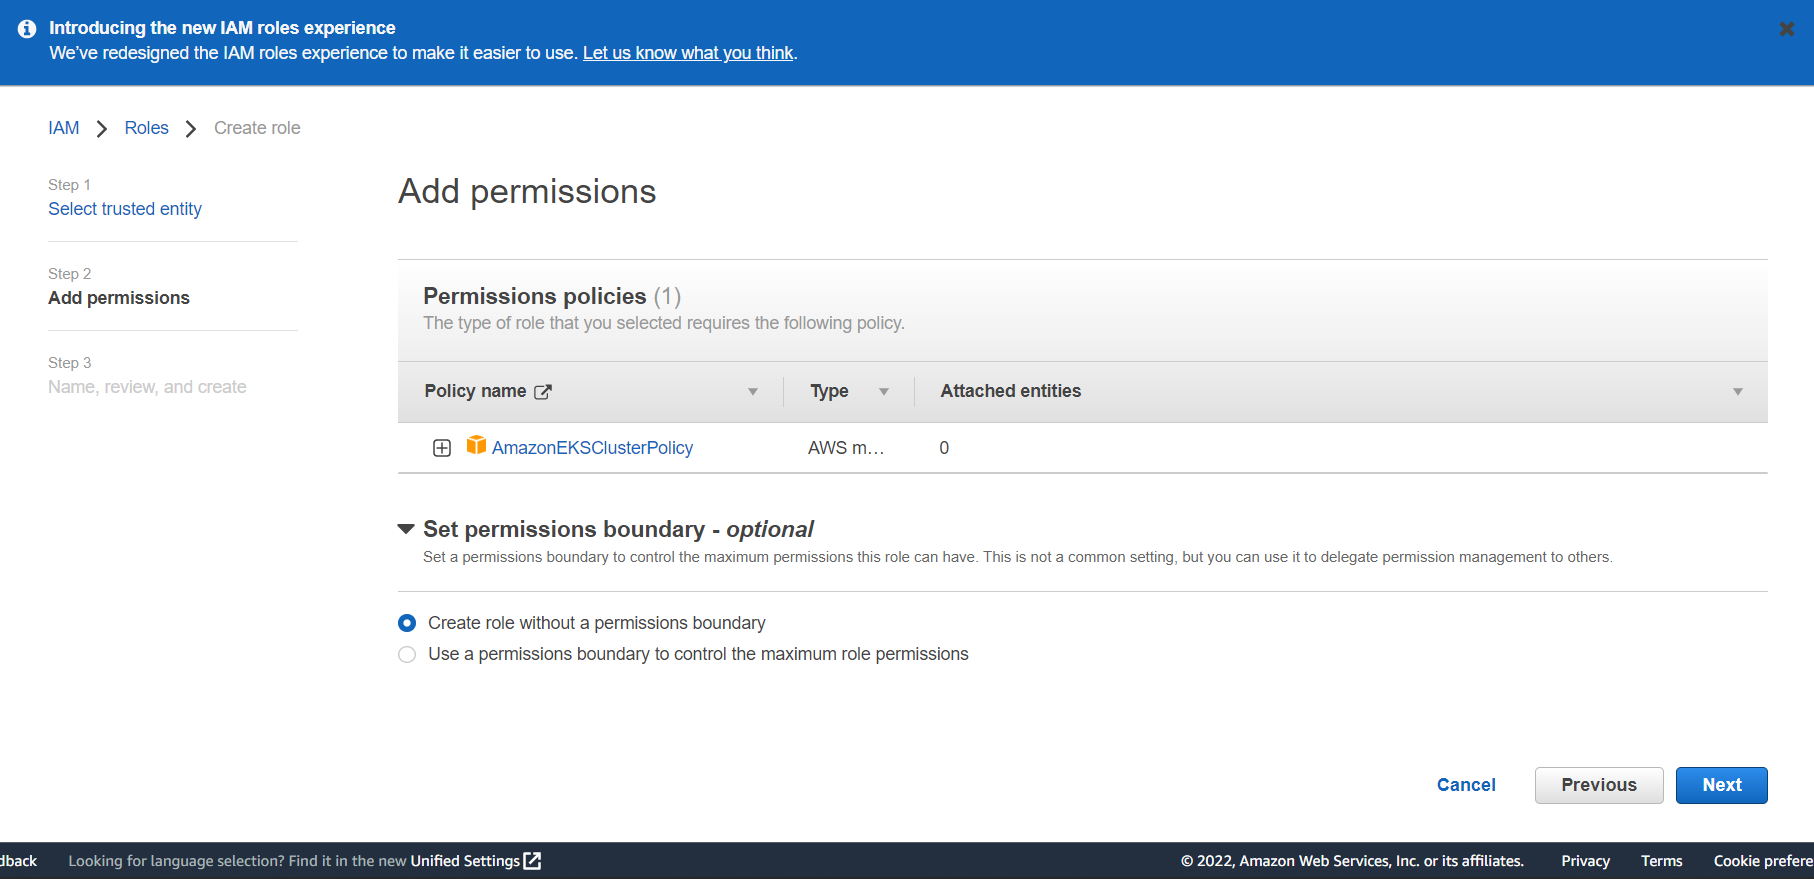 Introducing the new IAM roles experience
We've redesigned the IAM roles experience to make it easier to use. Let us know what you think.
IAM > Roles > Create role
Step 1
Select trusted entity
Step 2
Add permissions
Step 3
Name, review, and create
Add permissions
Permissions policies (1)
The type of role that you selected requires the following policy.
Policy name Type Attached entities
AmazonEKSClusterPolicy AWS m… 0
Set permissions boundary - optional
Set a permissions boundary to control the maximum permissions this role can have. This is not a common setting, but you can use it to delegate permission management to others.
Create role without a permissions boundary
Use a permissions boundary to control the maximum role permissions
Cancel Previous Next
dback Looking for language selection? Find it in the new Unified Settings © 2022, Amazon Web Services, Inc. or its affiliates. Privacy Terms Cookie prefere